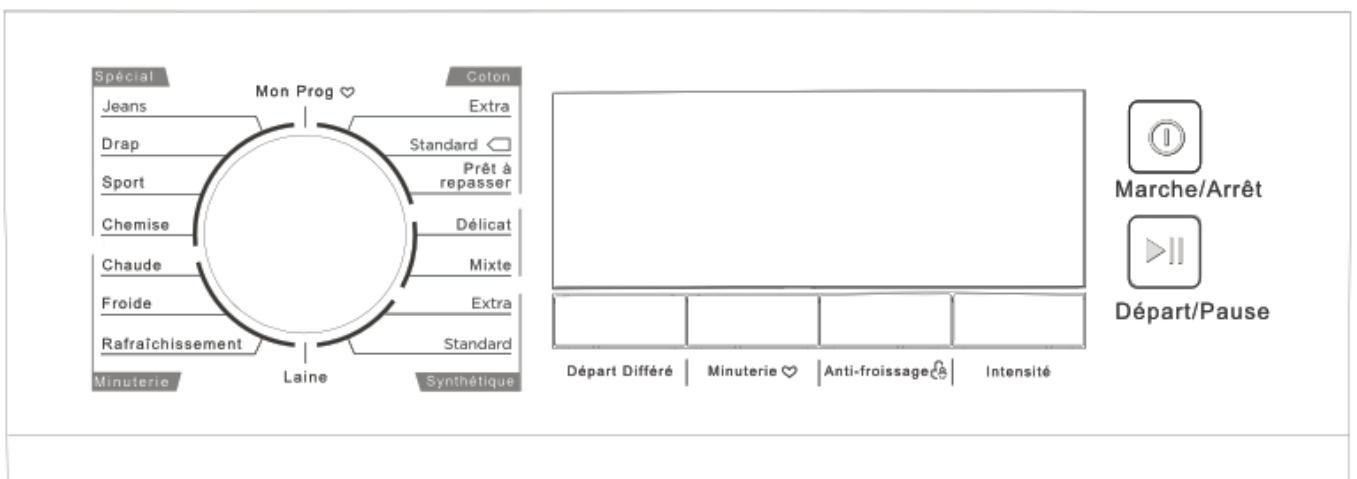 Spécial
Coton
Mon Prog
Jeans
Extra
Drap
Standard
Sport
Prêt à
repasser
Chemise
Délicat
Chaude
Mixte
Froide
Extra
Rafraîchissement
Standard
Minuterie
Laine
Synthétique
Départ Différé
Minuterie
Anti-froissage
Intensité
Marche/Arrêt
Départ/Pause